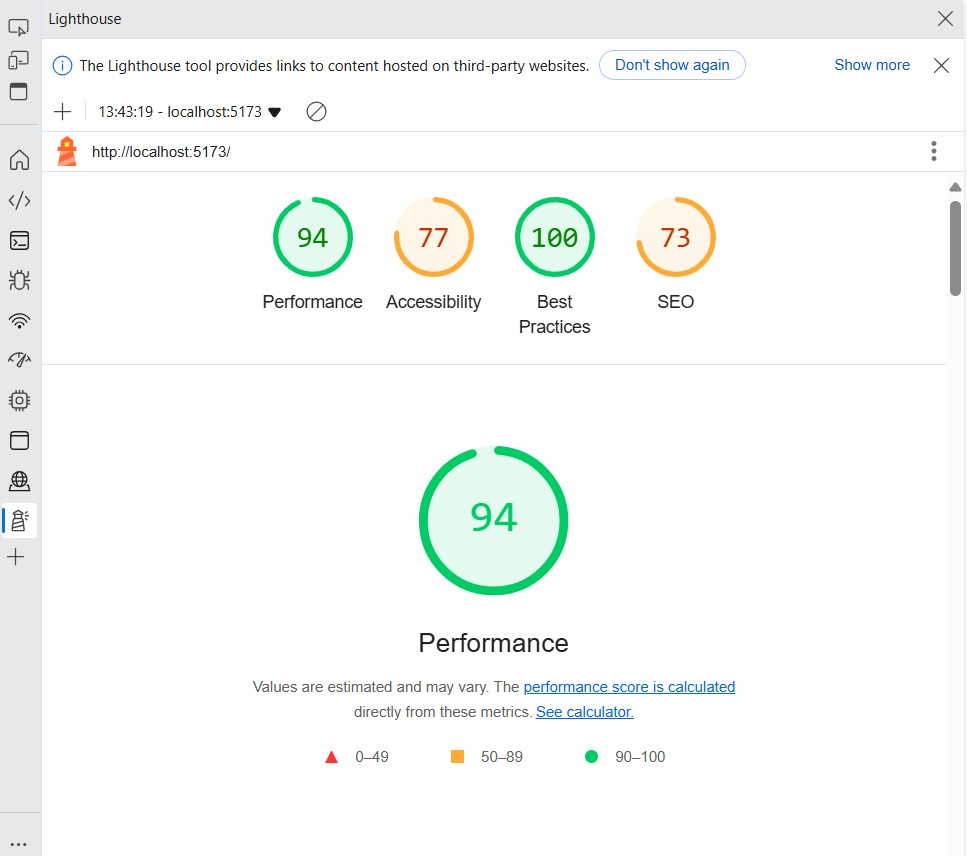 Lighthouse
The Lighthouse tool provides links to content hosted on third-party websites. Don't show again Show more
13:43:19 - localhost:5173
http://localhost:5173/
94 77 100 73
Performance Accessibility Best SEO
Practices
94
Performance
Values are estimated and may vary. The performance score is calculated
directly from these metrics. See calculator.
0–49 50–89 90–100